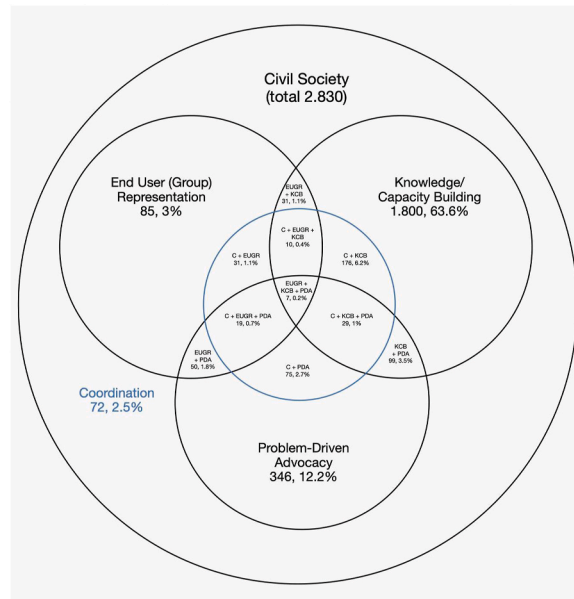 Civil Society
(total 2.830)
End User (Group)
Representation
85, 3%
Knowledge/
Capacity Building
1.800, 63.6%
EUGR
+ KCB
31, 1.1%
C + EUGR +
KCB
10, 0.4%
C + EUGR
31, 1.1%
C + KCB
176, 6.2%
EUGR +
KCB + PDA
7, 0.2%
C + EUGR + PDA
19, 0.7%
C + KCB + PDA
29, 1%
EUGR
+ PDA
50, 1.8%
KCB
+ PDA
99, 3.5%
C + PDA
75, 2.7%
Coordination
72, 2.5%
Problem-Driven
Advocacy
346, 12.2%